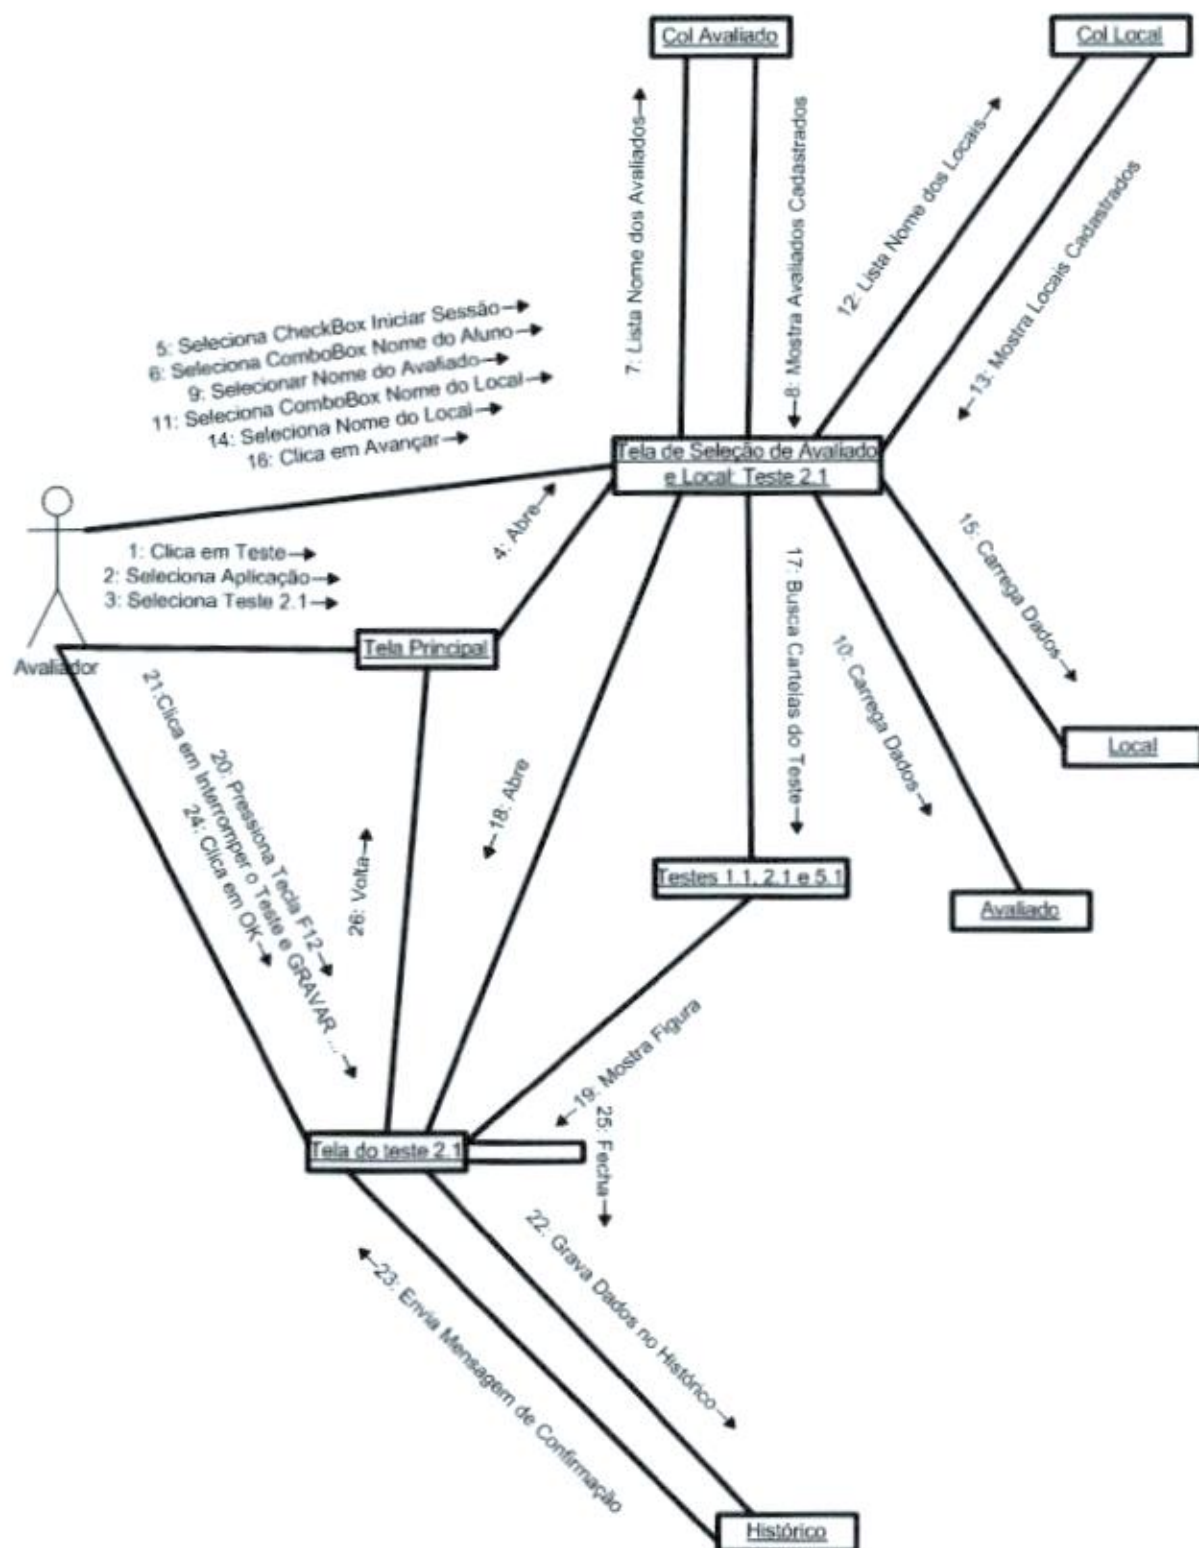 Col Avaliado
Col Local
7: Lista Nome dos Avaliados
8: Mostra Avaliados Cadastrados
12: Lista Nome dos Locais
13: Mostra Locais Cadastrados
5: Seleciona CheckBox Iniciar Sessão
6: Seleciona ComboBox Nome do Aluno
9: Selecionar Nome do Avaliado
11: Seleciona ComboBox Nome do Local
14: Seleciona Nome do Local
16: Clica em Avançar
Tela de Seleção de Avaliado
e Local: Teste 2.1
4: Abre
1: Clica em Teste
2: Seleciona Aplicação
3: Seleciona Teste 2.1
Avaliador
Tela Principal
17: Busca Cartelas do Teste
10: Carrega Dados
15: Carrega Dados
Local
21:Clica em Interromper o Teste e GRAVAR ...
20: Pressiona Tecla F12
24: Clica em OK
26: Volta
18: Abre
Testes 1.1, 2.1 e 5.1
Avaliado
19: Mostra Figura
25: Fecha
Tela do teste 2.1
22: Grava Dados no Histórico
23: Envia Mensagem de Confirmação
Histórico